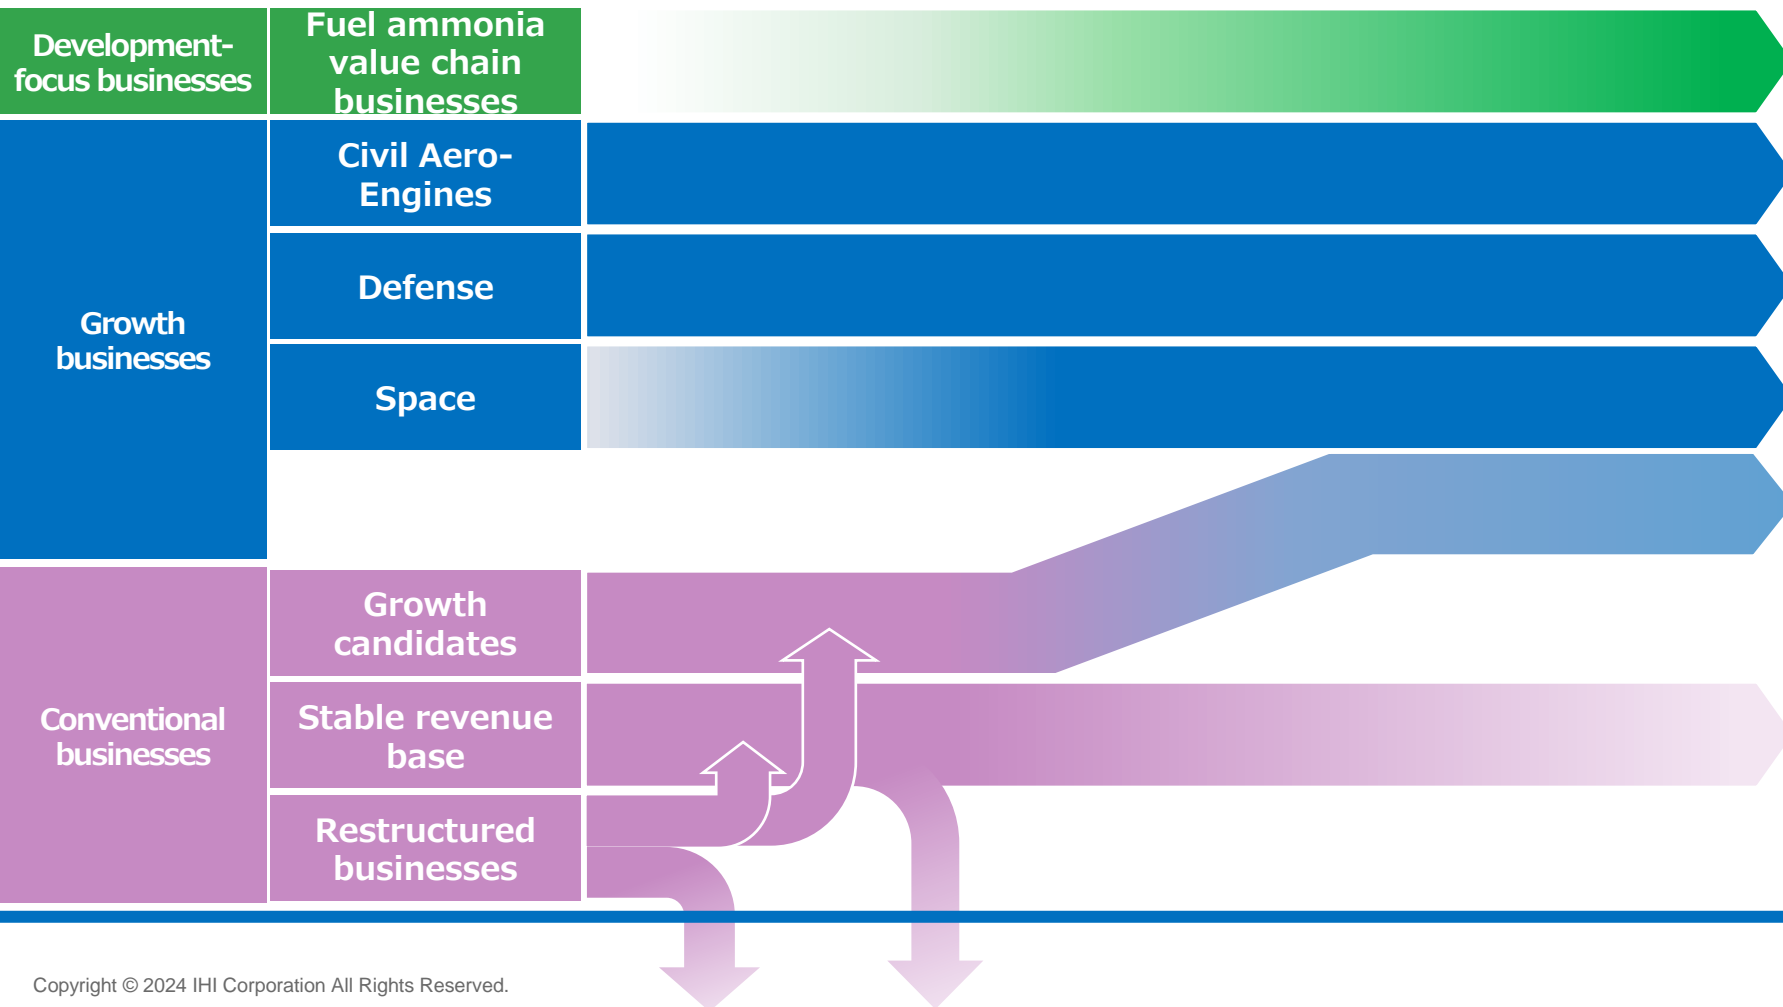 Development-
focus businesses
Fuel ammonia
value chain
businesses
Growth
businesses
Civil Aero-
Engines
Defense
Space
Conventional
businesses
Growth
candidates
Stable revenue
base
Restructured
businesses
Copyright © 2024 IHI Corporation All Rights Reserved.